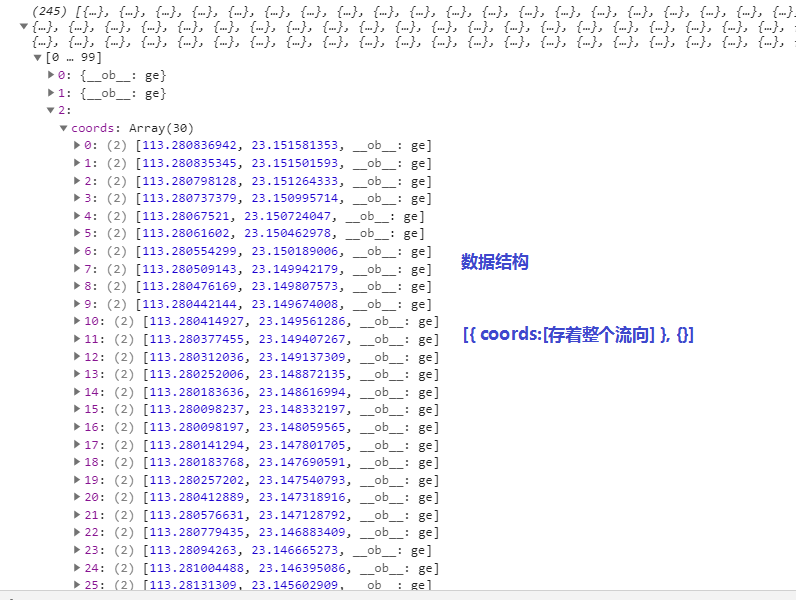 (245) [{…}, {…}, {…}, {…}, {…}, {…}, {…}, {…}, {…}, {…}, {…}, {…}, {…}, {…}, {…}, {…}, {…}, {…}, {…}, {…},
{…}, {…}, {…}, {…}, {…}, {…}, {…}, {…}, {…}, {…}, {…}, {…}, {…}, {…}, {…}, {…}, {…}, {…}, {…}, {…}, {…},
{…}, {…}, {…}, {…}, {…}, {…}, {…}, {…}, {…}, {…}, {…}, {…}, {…}, {…}, {…}, {…}, {…}, {…}, {…}, {…}, {…},
[0 … 99]
0: {__ob__: ge}
1: {__ob__: ge}
2:
coords: Array(30)
0: (2) [113.280836942, 23.151581353, __ob__: ge]
1: (2) [113.280835345, 23.151501593, __ob__: ge]
2: (2) [113.280798128, 23.151264333, __ob__: ge]
3: (2) [113.280737379, 23.150995714, __ob__: ge]
4: (2) [113.28067521, 23.150724047, __ob__: ge]
5: (2) [113.28061602, 23.150462978, __ob__: ge]
6: (2) [113.280554299, 23.150189006, __ob__: ge]
数据结构
7: (2) [113.280509143, 23.149942179, __ob__: ge]
8: (2) [113.280476169, 23.149807573, __ob__: ge]
9: (2) [113.280442144, 23.149674008, __ob__: ge]
10: (2) [113.280414927, 23.149561286, __ob__: ge]
[{ coords:[存着整个流向] }, {}]
11: (2) [113.280377455, 23.149407267, __ob__: ge]
12: (2) [113.280312036, 23.149137309, __ob__: ge]
13: (2) [113.280252006, 23.148872135, __ob__: ge]
14: (2) [113.280183636, 23.148616994, __ob__: ge]
15: (2) [113.280098237, 23.148332197, __ob__: ge]
16: (2) [113.280098197, 23.148059565, __ob__: ge]
17: (2) [113.280141294, 23.147801705, __ob__: ge]
18: (2) [113.280183768, 23.147690591, __ob__: ge]
19: (2) [113.280257202, 23.147540793, __ob__: ge]
20: (2) [113.280412889, 23.147318916, __ob__: ge]
21: (2) [113.280576631, 23.147128792, __ob__: ge]
22: (2) [113.280779435, 23.146883409, __ob__: ge]
23: (2) [113.28094263, 23.146665273, __ob__: ge]
24: (2) [113.281004488, 23.146395086, __ob__: ge]
25: (2) [113.28131309, 23.145602909, __ob__: ge]